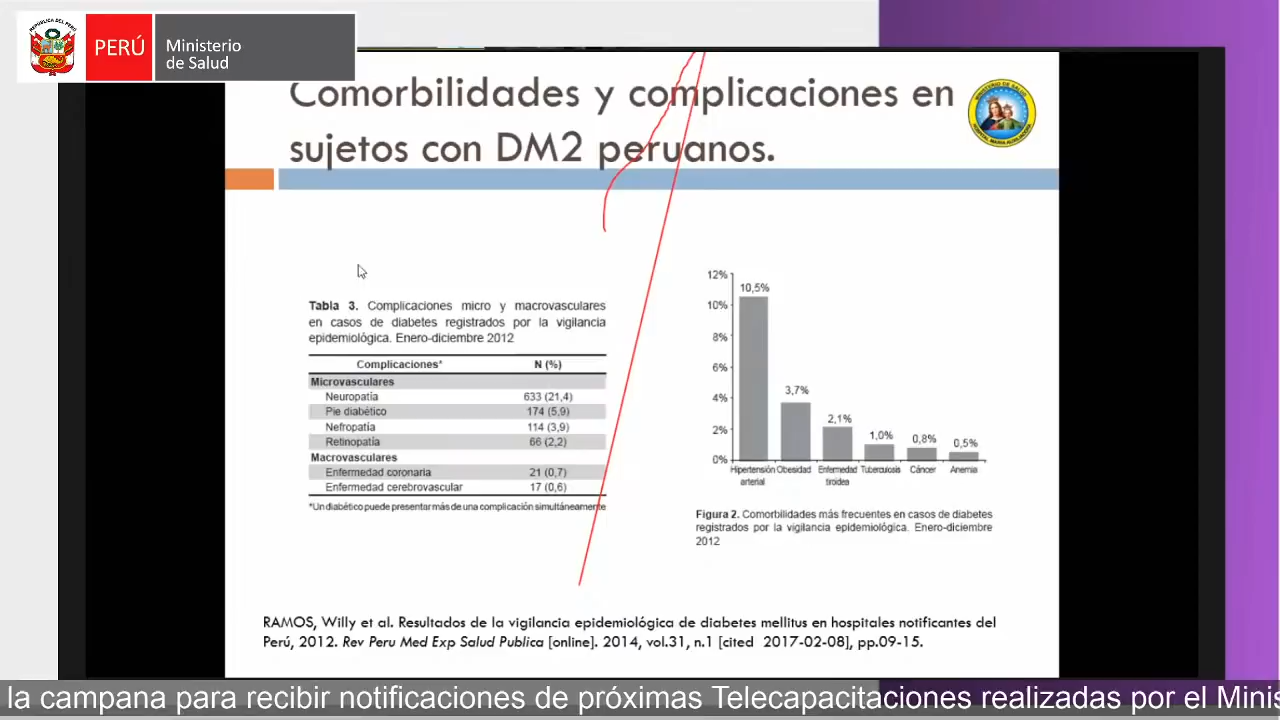 PERÚ
Ministerio
de Salud
Comorbilidades y complicaciones en
sujetos con DM2 peruanos.
Tabla 3. Complicaciones micro y macrovasculares
en casos de diabetes registrados por la vigilancia
epidemiológica. Enero-diciembre 2012
Complicaciones* N (%)
Microvasculares
Neuropatía 633 (21,4)
Pie diabético 174 (5,9)
Nefropatía 114 (3,9)
Retinopatía 66 (2,2)
Macrovasculares
Enfermedad coronaria 21 (0,7)
Enfermedad cerebrovascular 17 (0,6)
*Un diabético puede presentar más de una complicación simultáneamente
12%
10%
8%
6%
4%
2%
0%
10,5%
3,7%
2,1%
1,0%
0,8%
0,5%
Hipertensión Obesidad Enfermedad Tuberculosis Cáncer Anemia
arterial tiroidea
Figura 2. Comorbilidades más frecuentes en casos de diabetes
registrados por la vigilancia epidemiológica. Enero-diciembre
2012
RAMOS, Willy et al. Resultados de la vigilancia epidemiológica de diabetes mellitus en hospitales notificantes del
Perú, 2012. Rev Peru Med Exp Salud Publica [online]. 2014, vol.31, n.1 [cited 2017-02-08], pp.09-15.
la campana para recibir notificaciones de próximas Telecapacitaciones realizadas por el Minis